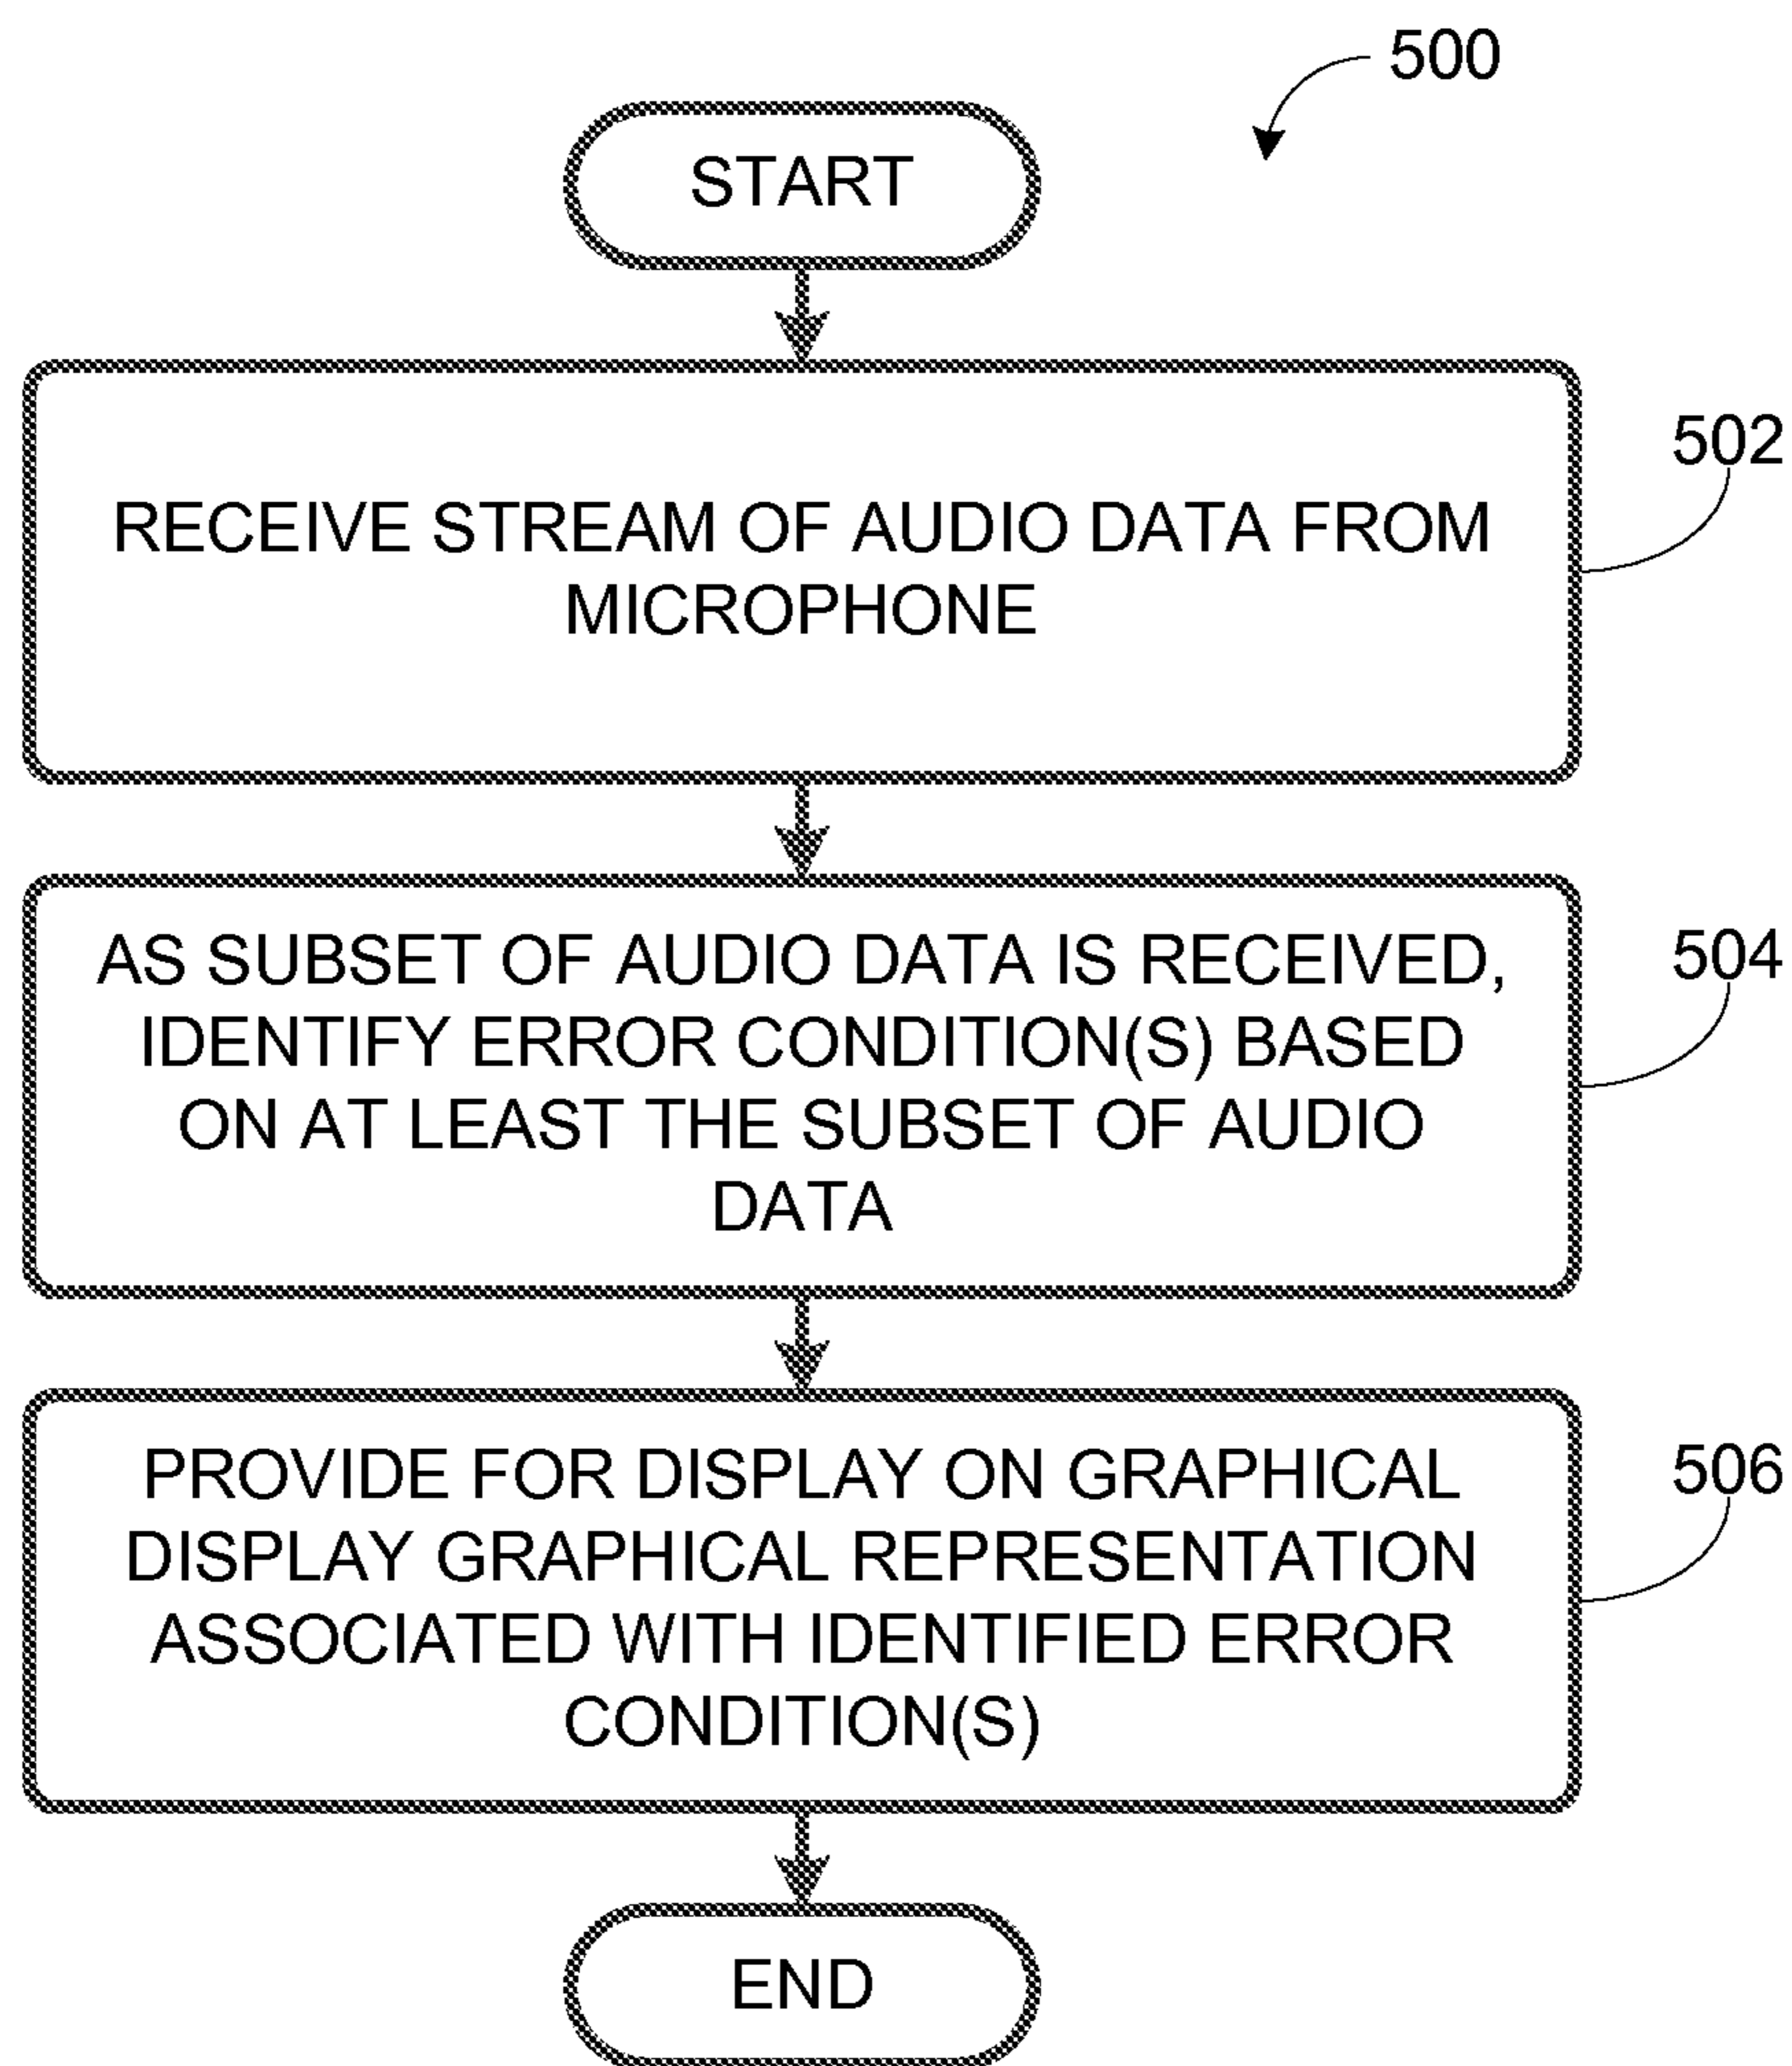 500
START
502
RECEIVE STREAM OF AUDIO DATA FROM
MICROPHONE
504
AS SUBSET OF AUDIO DATA IS RECEIVED,
IDENTIFY ERROR CONDITION(S) BASED
ON AT LEAST THE SUBSET OF AUDIO
DATA
506
PROVIDE FOR DISPLAY ON GRAPHICAL
DISPLAY GRAPHICAL REPRESENTATION
ASSOCIATED WITH IDENTIFIED ERROR
CONDITION(S)
END